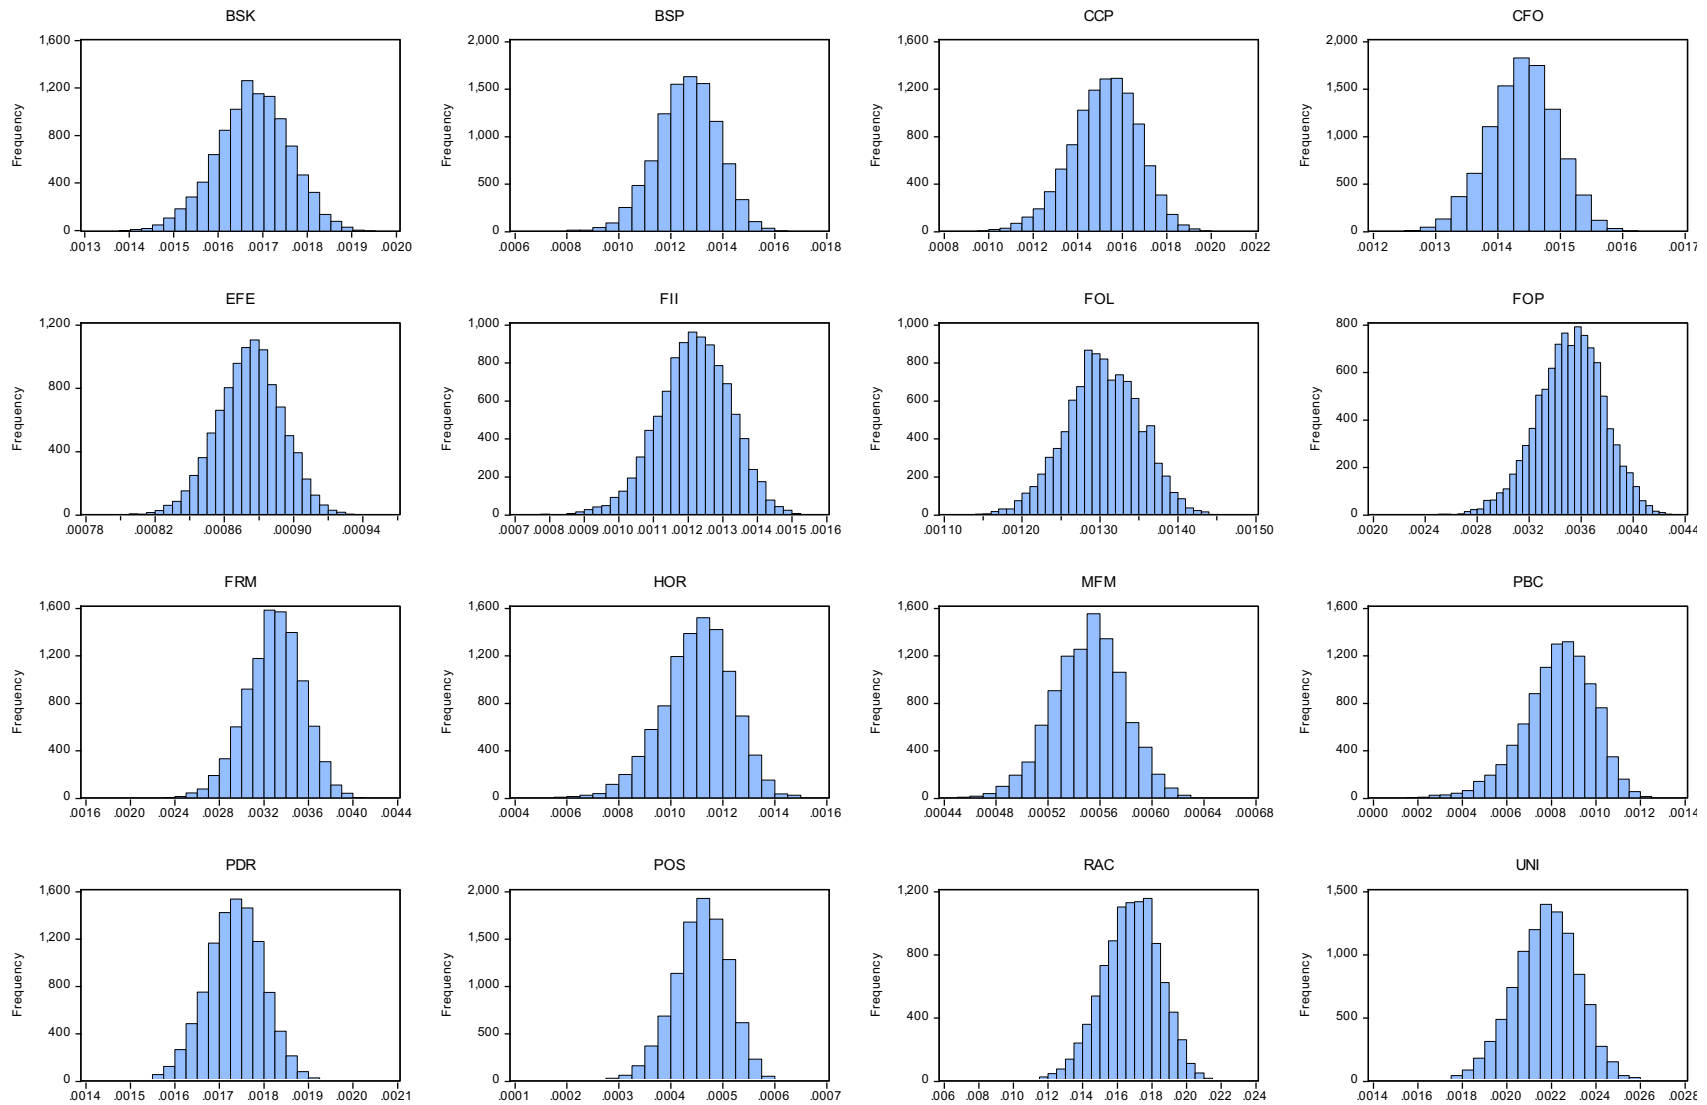 BSK BSP CCP CFO
1,600 2,000 1,600 2,000
1,200 1,500 1,200 1,500
Frequency Frequency Frequency Frequency
800 1,000 800 1,000
400 500 400 500
0 0 0 0
.0013 .0014 .0015 .0016 .0017 .0018 .0019 .0020 .0006 .0008 .0010 .0012 .0014 .0016 .0018 .0008 .0010 .0012 .0014 .0016 .0018 .0020 .0022 .0012 .0013 .0014 .0015 .0016 .0017
EFE FII FOL FOP
1,200 1,000 1,000 800
800 800 800 600
Frequency Frequency Frequency Frequency
600 600 400
400 400 400 200
200 200
0 0 0 0
.00078 .00082 .00086 .00090 .00094 .0007 .0008 .0009 .0010 .0011 .0012 .0013 .0014 .0015 .0016 .00110 .00120 .00130 .00140 .00150 .0020 .0024 .0028 .0032 .0036 .0040 .0044
FRM HOR MFM PBC
1,600 1,600 1,600 1,600
1,200 1,200 1,200 1,200
Frequency Frequency Frequency Frequency
800 800 800 800
400 400 400 400
0 0 0 0
.0016 .0020 .0024 .0028 .0032 .0036 .0040 .0044 .0004 .0006 .0008 .0010 .0012 .0014 .0016 .00044 .00048 .00052 .00056 .00060 .00064 .00068 .0000 .0002 .0004 .0006 .0008 .0010 .0012 .0014
PDR POS RAC UNI
1,600 2,000 1,200 1,500
1,200 1,500 800 1,000
Frequency Frequency Frequency Frequency
800 1,000 400 500
400 500
0 0 0 0
.0014 .0015 .0016 .0017 .0018 .0019 .0020 .0021 .0001 .0002 .0003 .0004 .0005 .0006 .0007 .006 .008 .010 .012 .014 .016 .018 .020 .022 .024 .0014 .0016 .0018 .0020 .0022 .0024 .0026 .0028